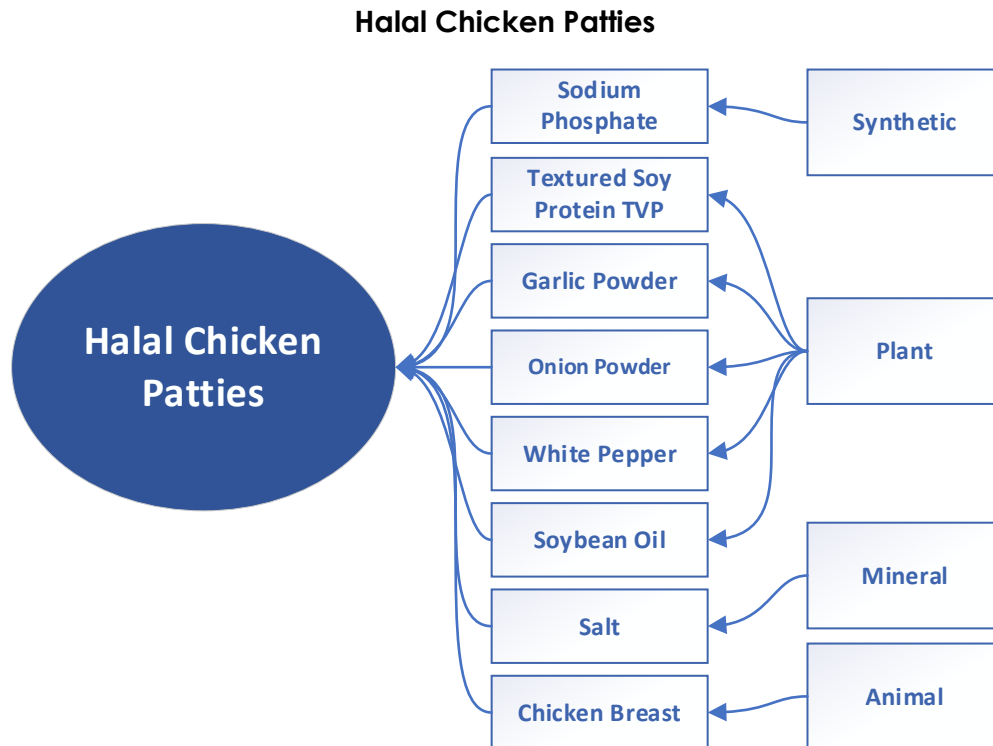 Halal Chicken Patties
Sodium
Phosphate
Synthetic
Textured Soy
Protein TVP
Garlic Powder
Halal Chicken
Patties
Onion Powder
Plant
White Pepper
Soybean Oil
Mineral
Salt
Chicken Breast
Animal